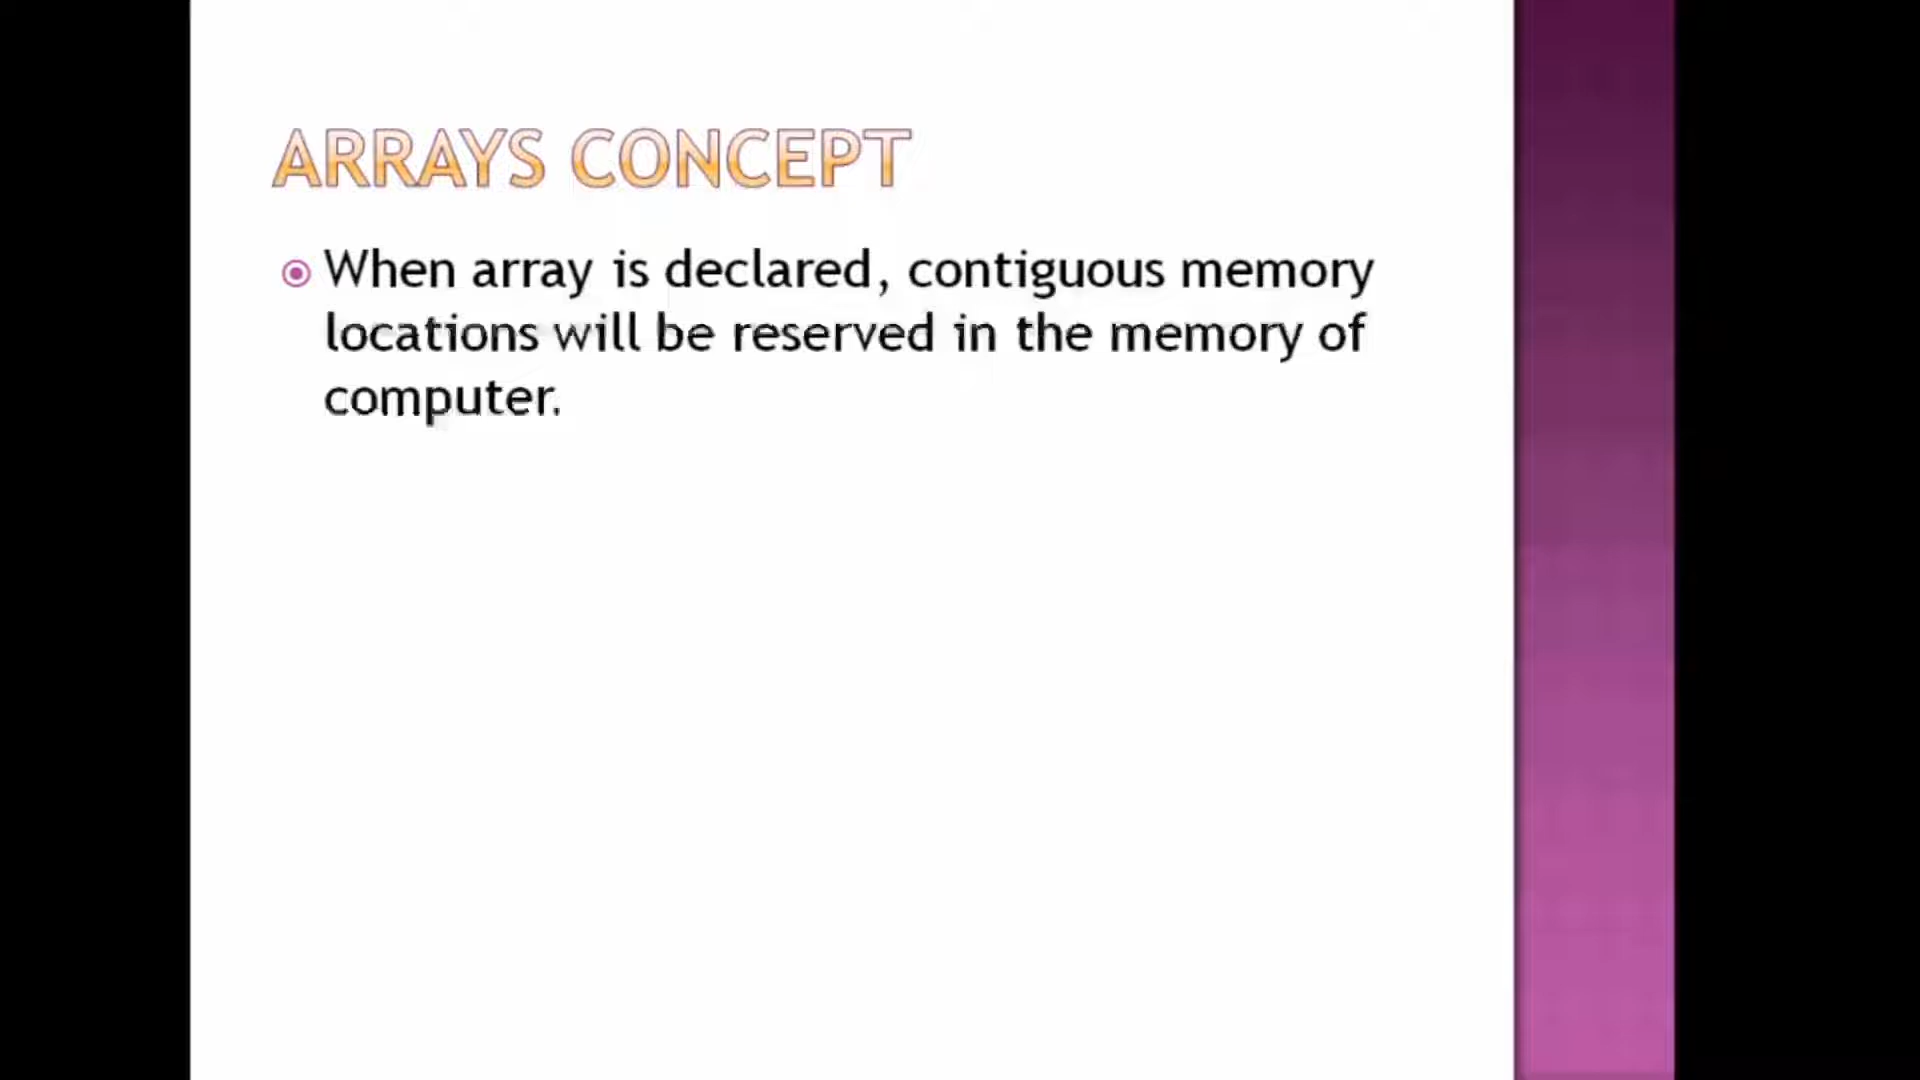 ARRAYS CONCEPT
When array is declared, contiguous memory
locations will be reserved in the memory of
computer.